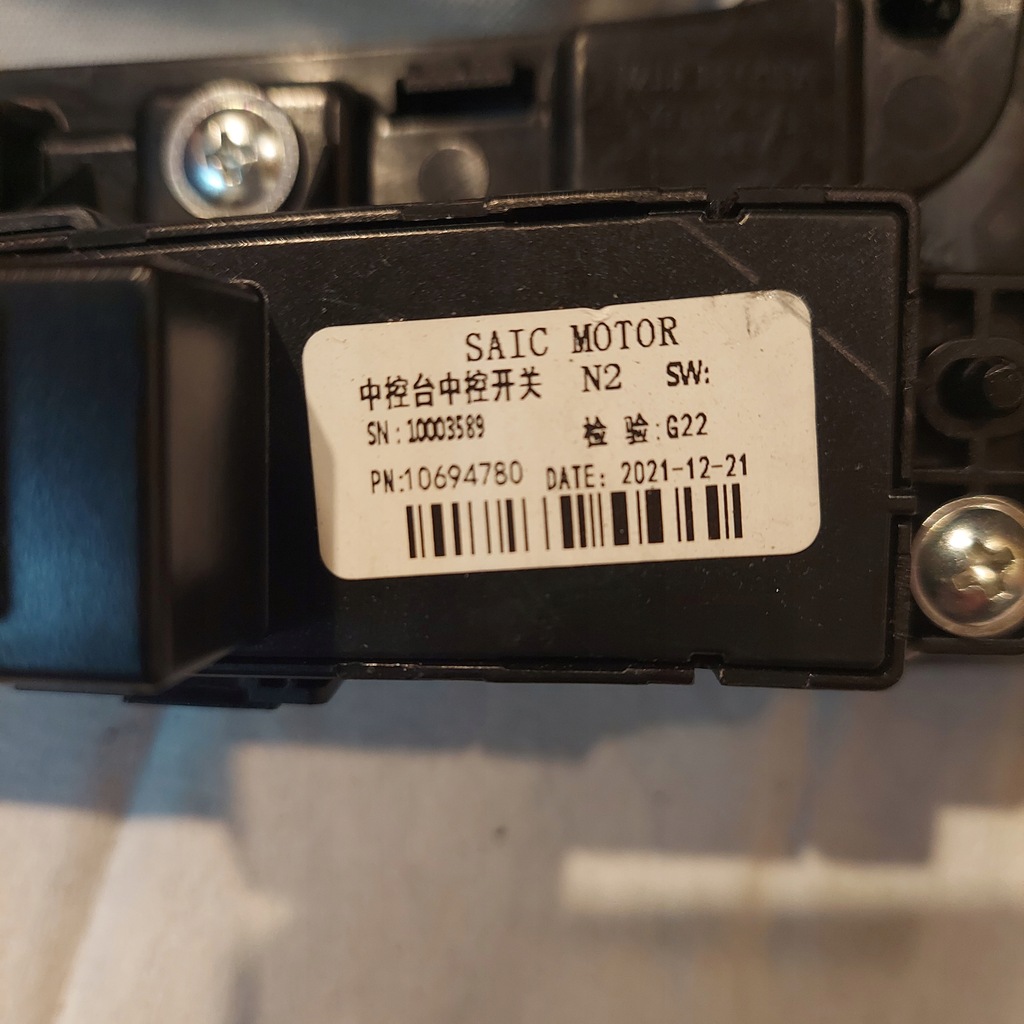 SAIC MOTOR
中控台中控开关 N2 SW:
SN:10003589 检 验:G22
PN:10694780 DATE: 2021-12-21